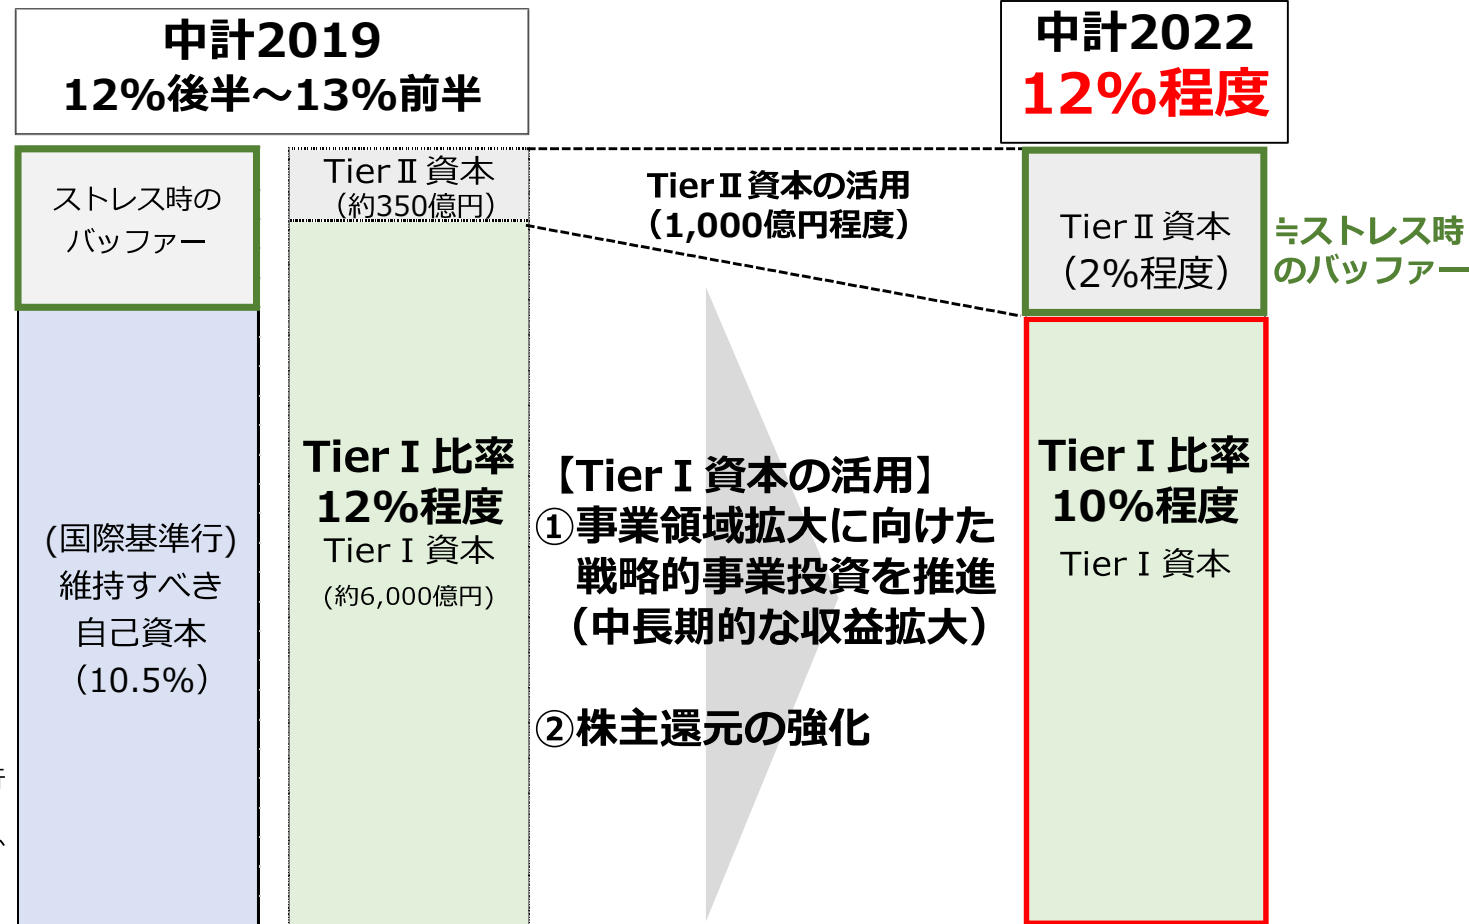 中計2019
12%後半～13%前半
ストレス時の
バッファー
(国際基準行)
維持すべき
自己資本
（10.5%）
TierⅡ資本
（約350億円）
TierⅠ比率
12%程度
TierⅠ資本
(約6,000億円)
TierⅡ資本の活用
（1,000億円程度）
【TierⅠ資本の活用】
①事業領域拡大に向けた
戦略的事業投資を推進
（中長期的な収益拡大）
②株主還元の強化
中計2022
12%程度
TierⅡ資本
（2%程度）
≒ストレス時
のバッファー
TierⅠ比率
10%程度
TierⅠ資本